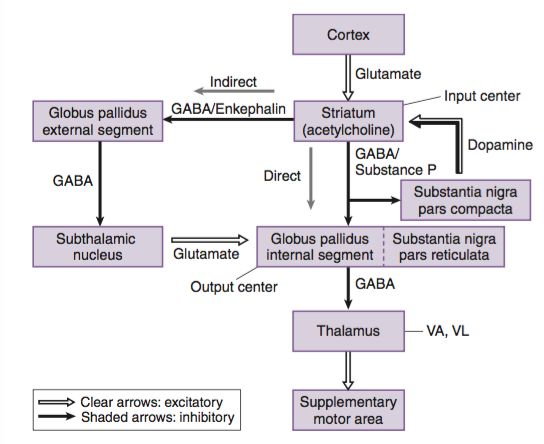 Cortex
Glutamate
Indirect
GABA/Enkephalin
Globus pallidus
external segment
Striatum
(acetylcholine)
Input center
Dopamine
GABA/
Substance P
GABA
Direct
Substantia nigra
pars compacta
Subthalamic
nucleus
Glutamate
Globus pallidus
internal segment
Substantia nigra
pars reticulata
Output center
GABA
Thalamus
VA, VL
Clear arrows: excitatory
Shaded arrows: inhibitory
Supplementary
motor area